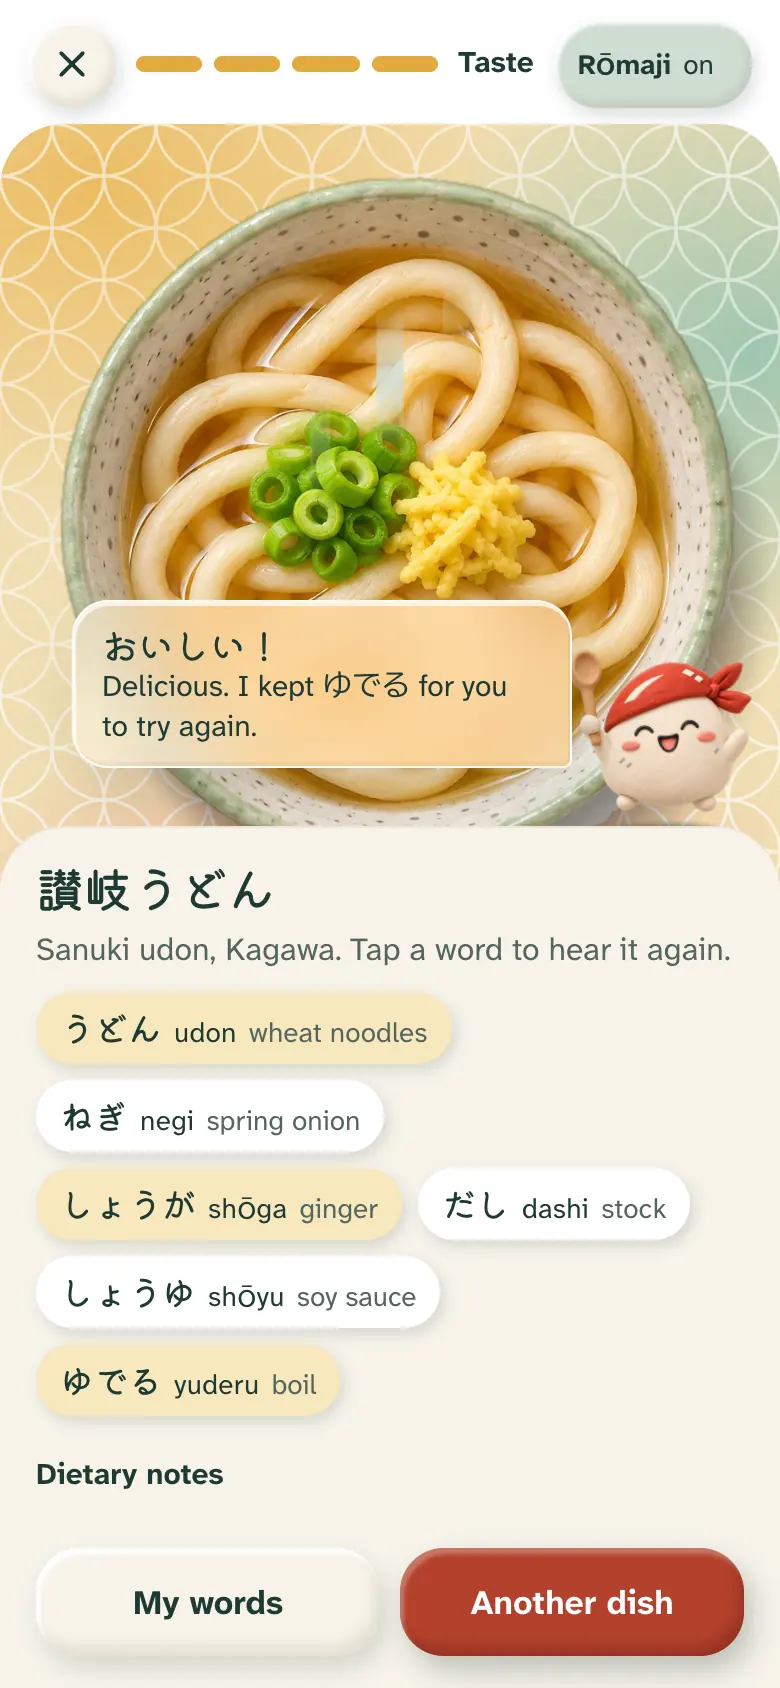 Taste
Rōmaji on
おいしい！
Delicious. I kept ゆでる for you
to try again.
讃岐うどん
Sanuki udon, Kagawa. Tap a word to hear it again.
うどん udon wheat noodles
ねぎ negi spring onion
しょうが shōga ginger
だし dashi stock
しょうゆ shōyu soy sauce
ゆでる yuderu boil
Dietary notes
My words
Another dish